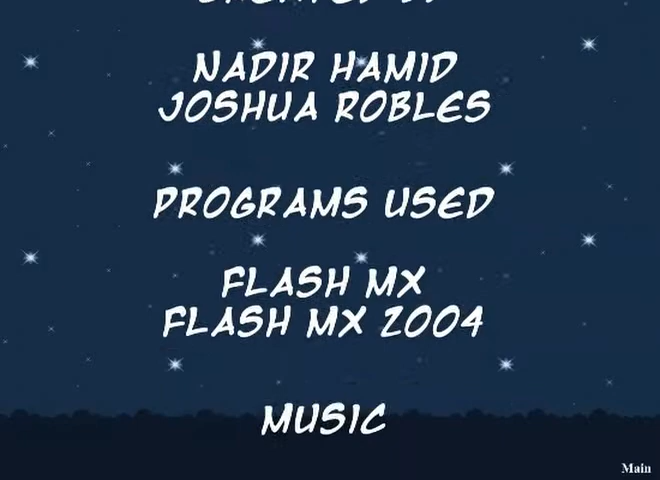 NADIR HAMID
JOSHUA ROBLES
PROGRAMS USED
FLASH MX
FLASH MX 2004
MUSIC
Main